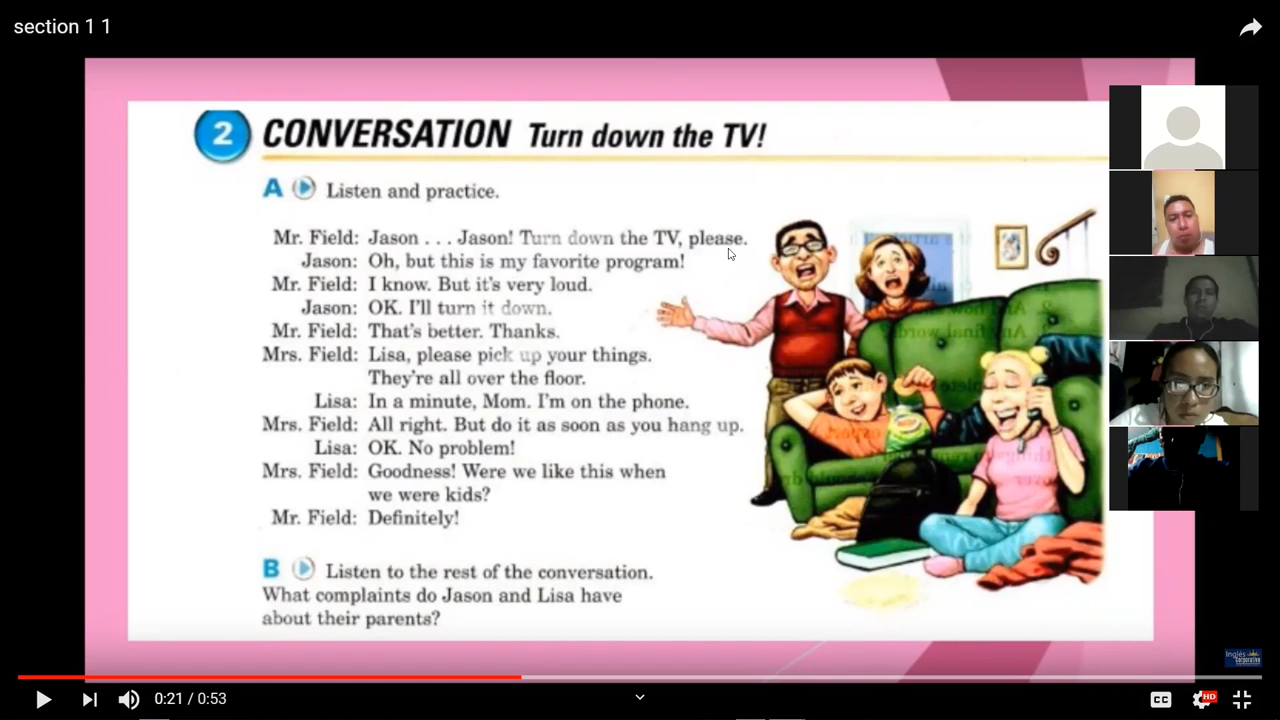 section 1 1
2 CONVERSATION Turn down the TV!
A Listen and practice.
Mr. Field: Jason . . . Jason! Turn down the TV, please.
Jason: Oh, but this is my favorite program!
Mr. Field: I know. But it's very loud.
Jason: OK. I'll turn it down.
Mr. Field: That's better. Thanks.
Mrs. Field: Lisa, please pick up your things.
They're all over the floor.
Lisa: In a minute, Mom. I'm on the phone.
Mrs. Field: All right. But do it as soon as you hang up.
Lisa: OK. No problem!
Mrs. Field: Goodness! Were we like this when
we were kids?
Mr. Field: Definitely!
B Listen to the rest of the conversation.
What complaints do Jason and Lisa have
about their parents?
Inglés
Corporativo
0:21 / 0:53
CC
HD